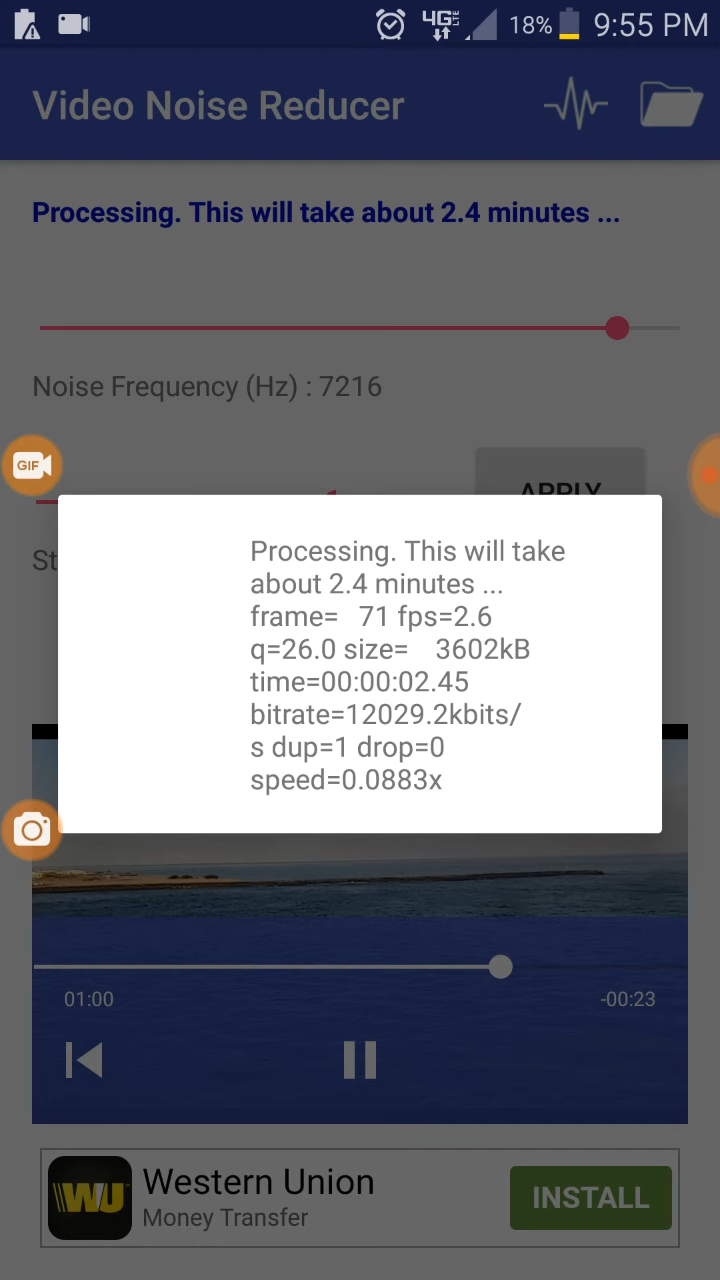 18% 9:55 PM
Video Noise Reducer
Processing. This will take about 2.4 minutes ...
Noise Frequency (Hz) : 7216
GIF
APPLY
St
Processing. This will take
about 2.4 minutes ...
frame=   71 fps=2.6
q=26.0 size=    3602kB
time=00:00:02.45
bitrate=12029.2kbits/
s dup=1 drop=0
speed=0.0883x
01:00 -00:23
WU
Western Union
Money Transfer
INSTALL